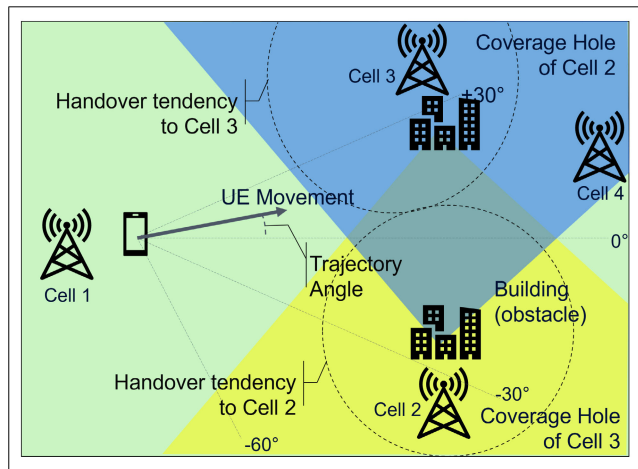 Coverage Hole
of Cell 2
Cell 3
Handover tendency
to Cell 3
+30°
Cell 4
UE Movement
0°
Cell 1
Trajectory
Angle
Building
(obstacle)
Handover tendency
to Cell 2
-30°
Cell 2
Coverage Hole
of Cell 3
-60°